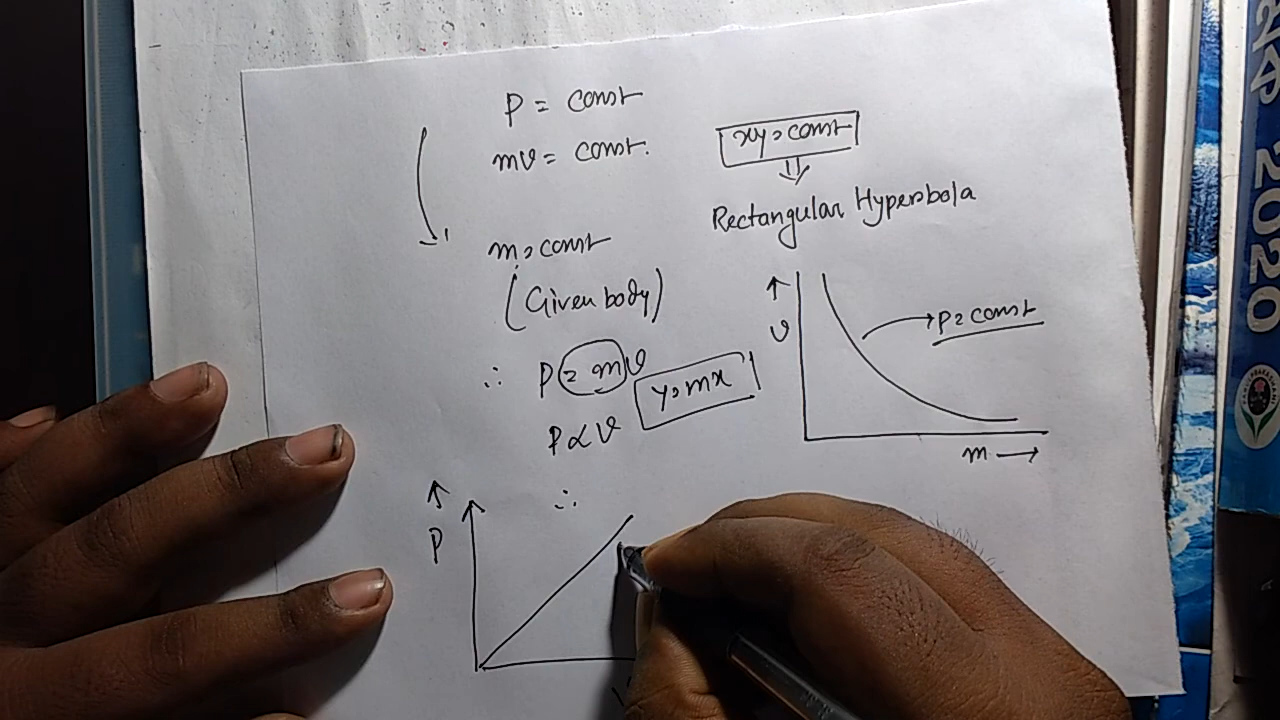 P = const
mv = const.
xy = const
⇓
Rectangular Hyperbola
m = const
(Given body)
∴ P = mv
y = mx
P ∝ v
∴
↑
P
↑
v
P = const
m →
2020